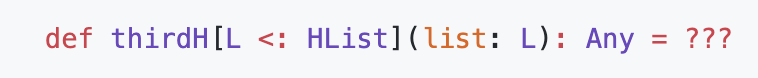 def thirdH[L <: HList](list: L): Any = ???